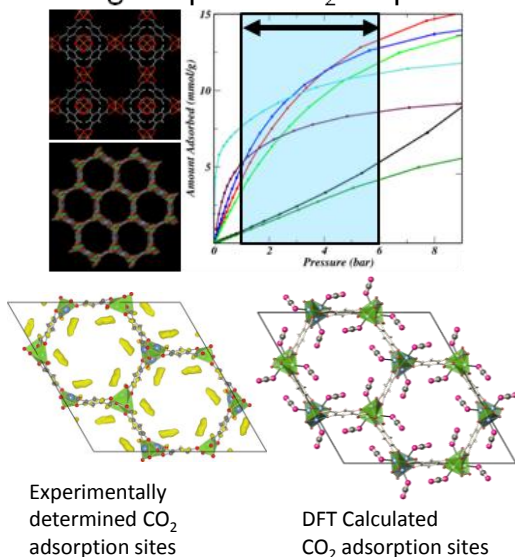 15
10
5
Amount Adsorbed (mmol/g)
0 2 4 6 8
Pressure (bar)
Experimentally
determined CO₂
adsorption sites
DFT Calculated
CO₂ adsorption sites